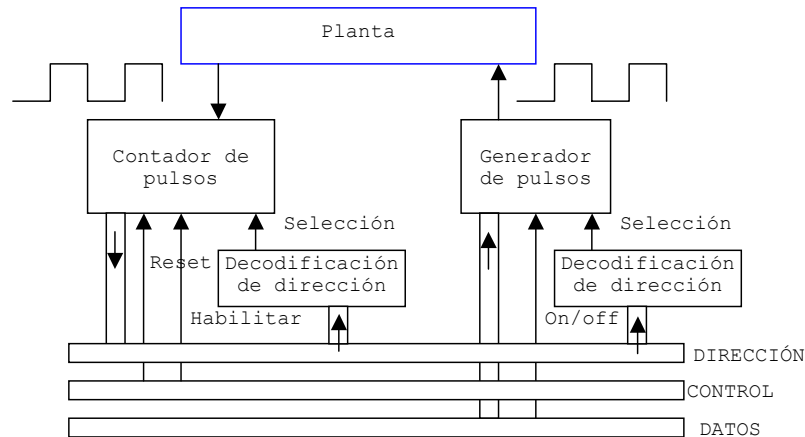 Planta
Contador de
pulsos
Generador
de pulsos
Selección
Selección
Reset
Decodificación
de dirección
Decodificación
de dirección
Habilitar
On/off
DIRECCIÓN
CONTROL
DATOS